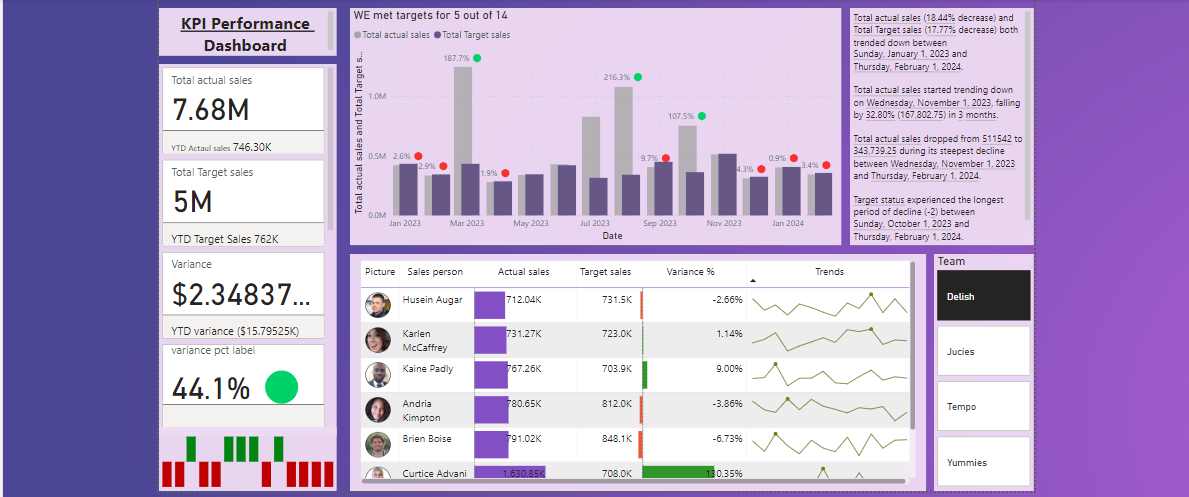 KPI Performance
Dashboard
Total actual sales
7.68M
YTD Actaul sales 746.30K
Total Target sales
5M
YTD Target Sales 762K
Variance
$2.34837...
YTD variance ($15.79525K)
variance pct label
44.1%
WE met targets for 5 out of 14
Total actual sales Total Target sales
Total actual sales and Total Target s...
1.0M
0.5M
0.0M
2.6%
2.9%
187.7%
1.9%
216.3%
9.7%
107.5%
4.3%
0.9%
3.4%
Jan 2023 Mar 2023 May 2023 Jul 2023 Sep 2023 Nov 2023 Jan 2024
Date
Total actual sales (18.44% decrease) and
Total Target sales (17.77% decrease) both
trended down between
Sunday, January 1, 2023 and
Thursday, February 1, 2024.
Total actual sales started trending down
on Wednesday, November 1, 2023, falling
by 32.80% (167,802.75) in 3 months.
Total actual sales dropped from 511542 to
343,739.25 during its steepest decline
between Wednesday, November 1, 2023
and Thursday, February 1, 2024.
Target status experienced the longest
period of decline (-2) between
Sunday, October 1, 2023 and
Thursday, February 1, 2024.
Picture Sales person Actual sales Target sales Variance % Trends
Husein Augar 712.04K 731.5K -2.66%
Karlen
McCaffrey 731.27K 723.0K 1.14%
Kaine Padly 767.26K 703.9K 9.00%
Andria
Kimpton 780.65K 812.0K -3.86%
Brien Boise 791.02K 848.1K -6.73%
Curtice Advani 1,630.85K 708.0K 130.35%
Team
Delish
Jucies
Tempo
Yummies